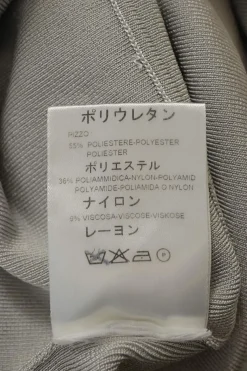 ポリウレタン
PIZZO
55% POLIESTERE-POLYESTER
POLIESTER
ポリエステル
36% POLIAMMIDICA-NYLON-POLYAMID
POLYAMIDE-POLIAMIDA O NYLON
ナイロン
9% VISCOSA-VISCOSE-VISKOSE
レーヨン
P